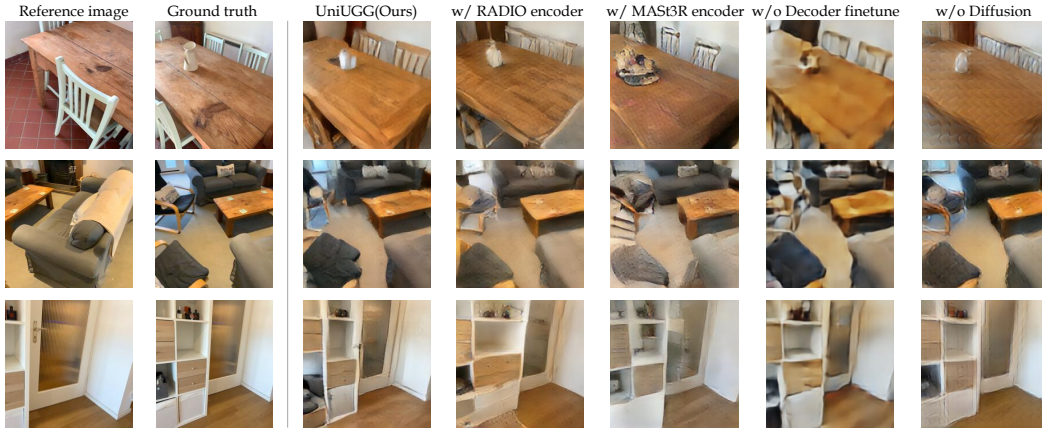 Reference image Ground truth UniUGG(Ours) w/ RADIO encoder w/ MASt3R encoder w/o Decoder finetune w/o Diffusion